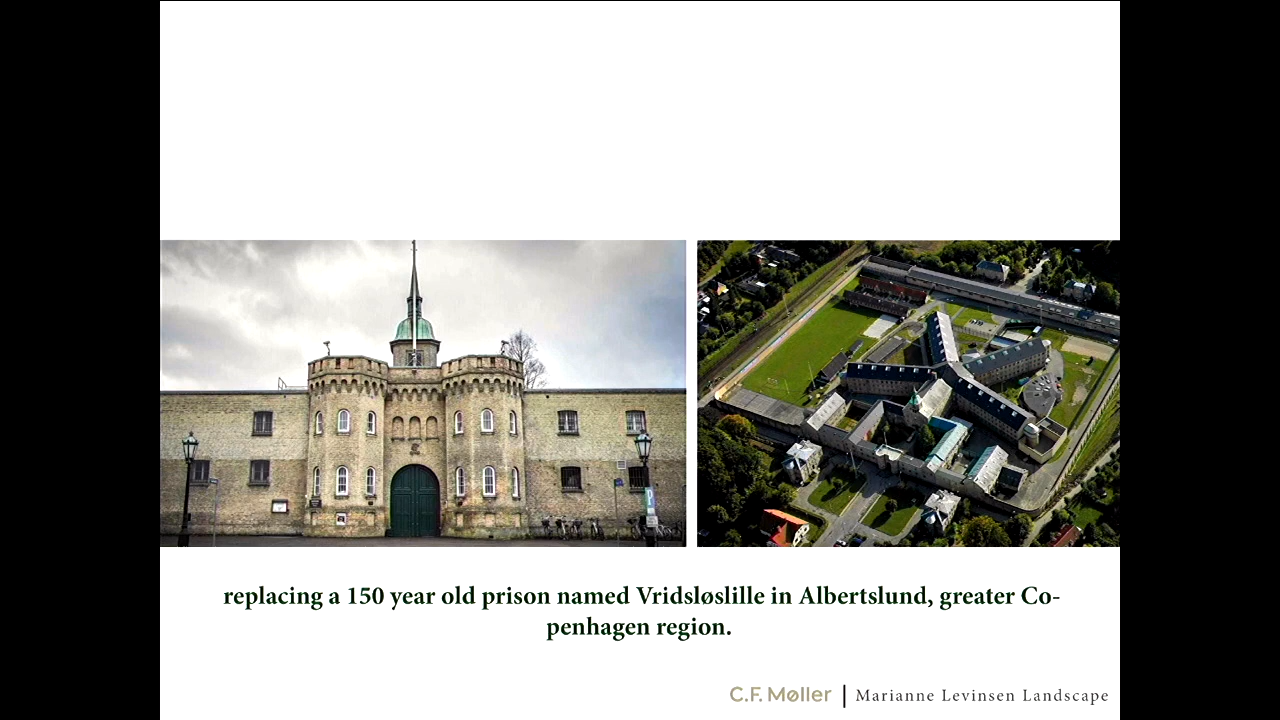 replacing a 150 year old prison named Vridsløslille in Albertslund, greater Co-
penhagen region.
C.F. Møller | Marianne Levinsen Landscape